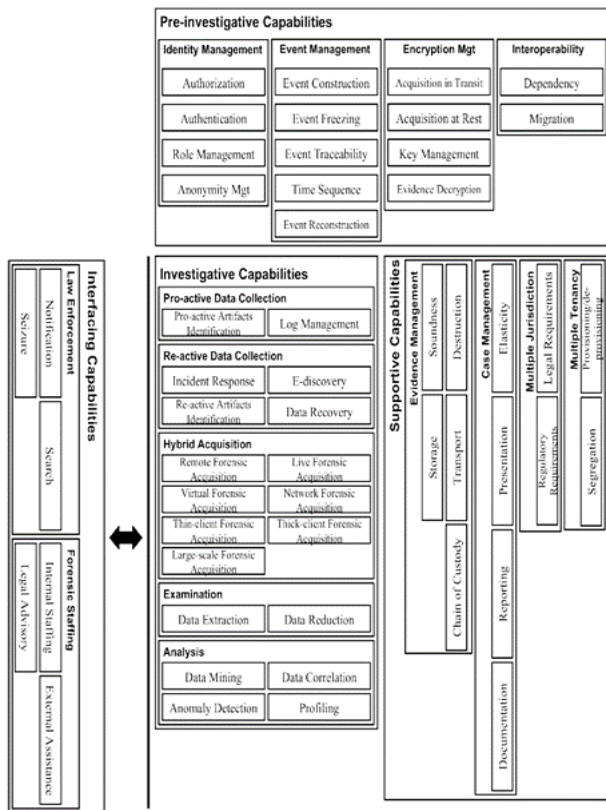 Pre-investigative Capabilities
Identity Management
Authorization
Authentication
Role Management
Anonymity Mgt
Event Management
Event Construction
Event Freezing
Event Traceability
Time Sequence
Event Reconstruction
Encryption Mgt
Acquisition in Transit
Acquisition at Rest
Key Management
Evidence Decryption
Interoperability
Dependency
Migration
Interfacing Capabilities
Law Enforcement
Notification
Search
Seizure
Forensic Staffing
Internal Staffing
External Assistance
Legal Advisory
Investigative Capabilities
Pro-active Data Collection
Pro-active Artifacts
Identification
Log Management
Re-active Data Collection
Incident Response
E-discovery
Re-active Artifacts
Identification
Data Recovery
Hybrid Acquisition
Remote Forensic
Acquisition
Live Forensic
Acquisition
Virtual Forensic
Acquisition
Network Forensic
Acquisition
Thin-client Forensic
Acquisition
Thick-client Forensic
Acquisition
Large-scale Forensic
Acquisition
Examination
Data Extraction
Data Reduction
Analysis
Data Mining
Data Correlation
Anomaly Detection
Profiling
Supportive Capabilities
Evidence Management
Soundness
Destruction
Storage
Transport
Chain of Custody
Case Management
Elasticity
Presentation
Reporting
Documentation
Multiple Jurisdiction
Legal Requirements
Regulatory
Requirements
Multiple Tenancy
Provisioning/de-
provisioning
Segregation